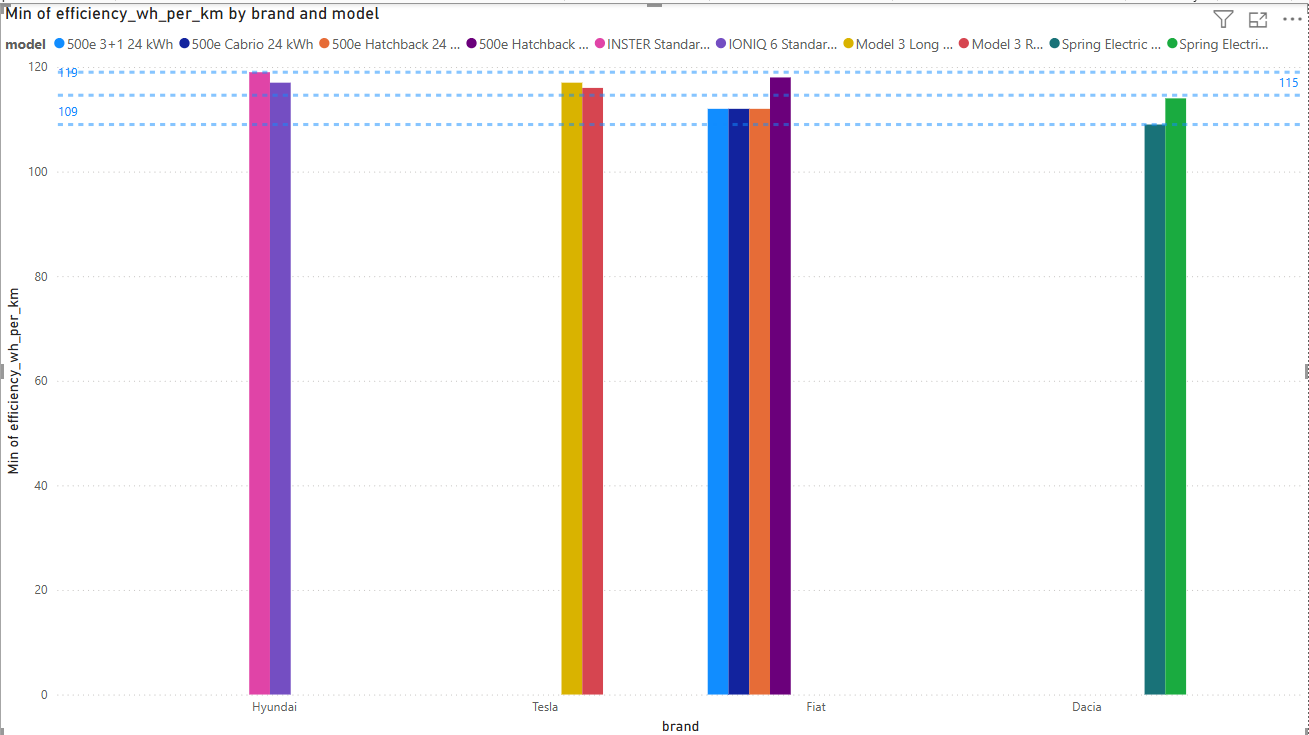 Min of efficiency_wh_per_km by brand and model
model 500e 3+1 24 kWh 500e Cabrio 24 kWh 500e Hatchback 24 ... 500e Hatchback ... INSTER Standar... IONIQ 6 Standar... Model 3 Long ... Model 3 R... Spring Electric ... Spring Electri...
120
119
115
109
100
80
60
40
20
0
Min of efficiency_wh_per_km
Hyundai Tesla Fiat Dacia
brand